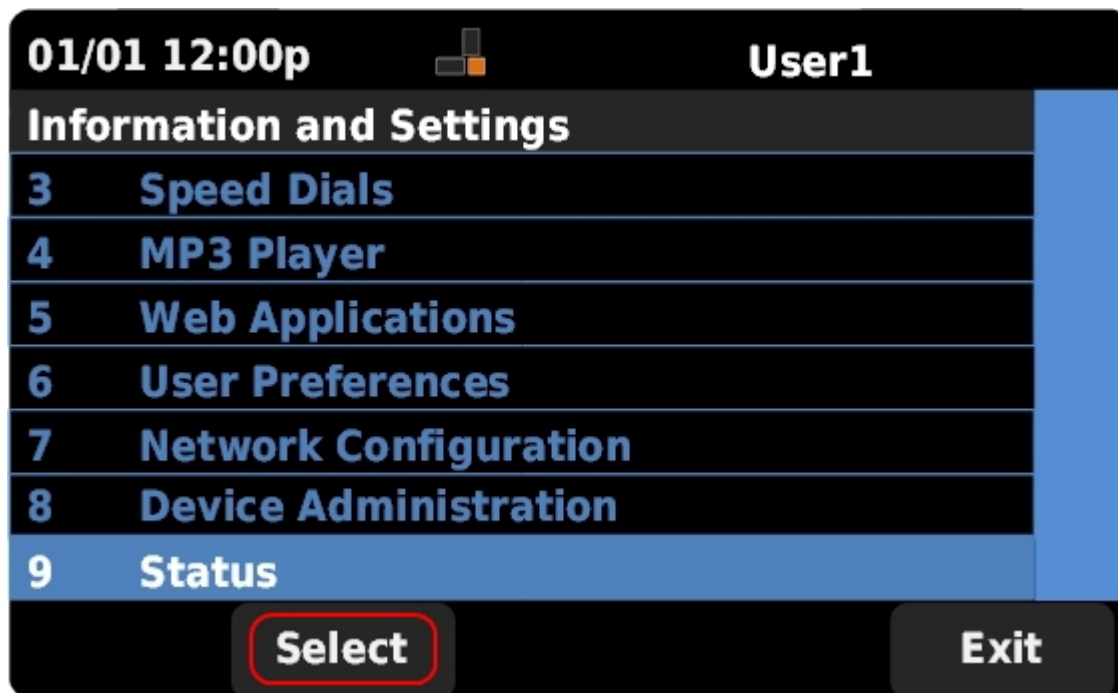 01/01 12:00p User1
Information and Settings
3 Speed Dials
4 MP3 Player
5 Web Applications
6 User Preferences
7 Network Configuration
8 Device Administration
9 Status
Select Exit